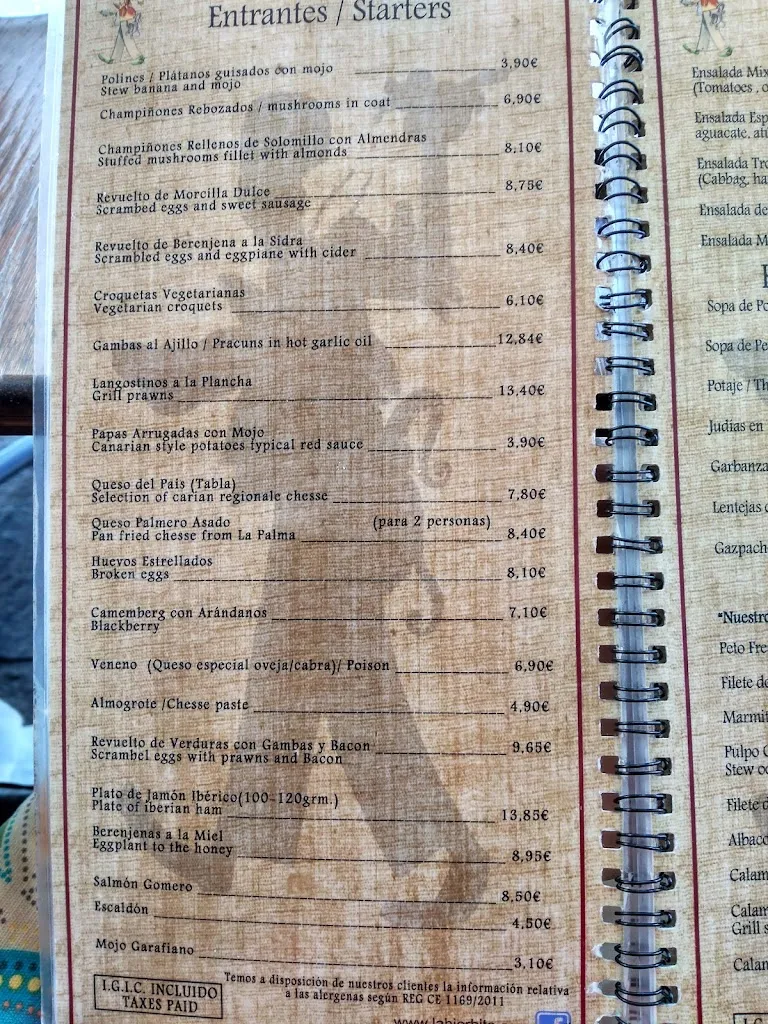 Entrantes / Starters
Polines / Plátanos guisados con mojo 3,90€
Stew banana and mojo
Champiñones Rebozados / mushrooms in coat 6,90€
Champiñones Rellenos de Solomillo con Almendras
Stuffed mushrooms fillet with almonds 8,10€
Revuelto de Morcilla Dulce 8,75€
Scrambed eggs and sweet sausage
Revuelto de Berenjena a la Sidra
Scrambled eggs and eggplane with cider 8,40€
Croquetas Vegetarianas
Vegetarian croquets 6,10€
Gambas al Ajillo / Pracuns in hot garlic oil 12,84€
Langostinos a la Plancha
Grill prawns 13,40€
Papas Arrugadas con Mojo
Canarian style potatoes typical red sauce 3,90€
Queso del País (Tabla)
Selection of carian regionale chesse 7,80€
Queso Palmero Asado (para 2 personas)
Pan fried chesse from La Palma 8,40€
Huevos Estrellados
Broken eggs 8,10€
Camemberg con Arándanos 7,10€
Blackberry
Veneno (Queso especial oveja/cabra)/ Poison 6,90€
Almogrote /Chesse paste 4,90€
Revuelto de Verduras con Gambas y Bacon 9,65€
Scrambel eggs with prawns and Bacon
Plato de Jamón Ibérico(100-120grm.)
Plate of iberian ham 13,85€
Berenjenas a la Miel
Eggplant to the honey 8,95€
Salmón Gomero 8,50€
Escaldón 4,50€
Mojo Garafiano 3,10€
I.G.I.C. INCLUIDO
TAXES PAID
Temos a disposición de nuestros clientes la información relativa
a las alergenas según REG CE 1169/2011
Ensalada Mix
(Tomatoes , o
Ensalada Esp
aguacate, atú
Ensalada Tro
(Cabbag, ha
Ensalada de
Ensalada M
Sopa de Po
Sopa de Pe
Potaje / Th
Judías en
Garbanza
Lentejas
Gazpach
"Nuestro
Peto Fre
Filete de
Marmit
Pulpo
Stew oc
Filete d
Albaco
Calam
Calam
Grill s
Calan